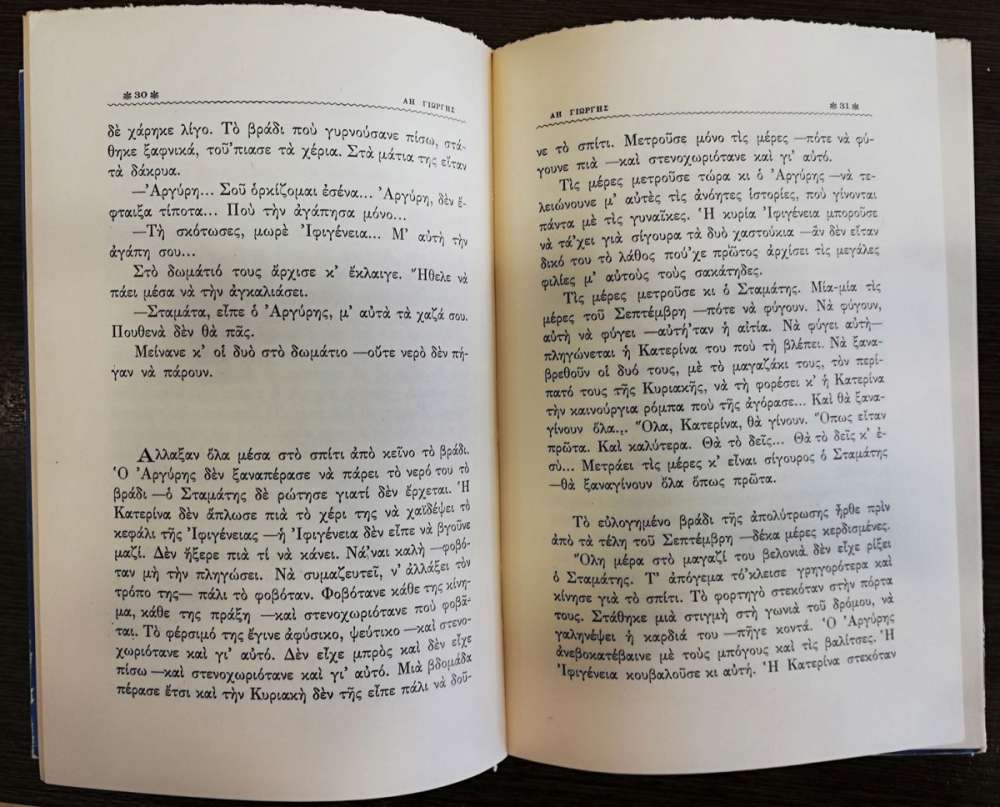 ✻ 30 ✻
ΑΗ ΓΙΩΡΓΗΣ
δὲ χάρηκε λίγο. Τὸ βράδι ποὺ γυρνούσανε πίσω, στά-
θηκε ξαφνικά, τοῦ'πιασε τὰ χέρια. Στὰ μάτια της εἶταν
τὰ δάκρυα.
—Ἀργύρη... Σοῦ ὁρκίζομαι ἐσένα... Ἀργύρη, δὲν ἔ-
φταιξα τίποτα... Ποὺ τὴν ἀγάπησα μόνο...
—Τὴ σκότωσες, μωρὲ Ἰφιγένεια... Μ' αὐτὴ τὴν
ἀγάπη σου...
Στὸ δωμάτιό τους ἄρχισε κ' ἔκλαιγε. Ἤθελε νὰ
πάει μέσα νὰ τὴν ἀγκαλιάσει.
—Σταμάτα, εἶπε ὁ Ἀργύρης, μ' αὐτὰ τὰ χαζά σου.
Πουθενὰ δὲν θὰ πᾶς.
Μείνανε κ' οἱ δυὸ στὸ δωμάτιο —οὔτε νερὸ δὲν πή-
γαν νὰ πάρουν.
Αλλαξαν ὅλα μέσα στὸ σπίτι ἀπὸ κεῖνο τὸ βράδι.
Ὁ Ἀργύρης δὲν ξαναπέρασε νὰ πάρει τὸ νερό του τὸ
βράδι —ὁ Σταμάτης δὲ ρώτησε γιατί δὲν ἔρχεται. Ἡ
Κατερίνα δὲν ἅπλωσε πιὰ τὸ χέρι της νὰ χαϊδέψει τὸ
κεφάλι τῆς Ἰφιγένειας —ἡ Ἰφιγένεια δὲν εἶπε νὰ βγοῦνε
μαζί. Δὲν ἤξερε πιὰ τί νὰ κάνει. Νά'ναι καλὴ —φοβό-
ταν μὴ τὴν πληγώσει. Νὰ συμαζευτεῖ, ν' ἀλλάξει τὸν
τρόπο της— πάλι τὸ φοβόταν. Φοβότανε κάθε της κίνη-
μα, κάθε της πράξη —καὶ στενοχωριότανε ποὺ φοβᾶ-
ται. Τὸ φέρσιμό της ἔγινε ἀφύσικο, ψεύτικο —καὶ στενο-
χωριότανε καὶ γι' αὐτό. Δὲν εἶχε μπρὸς καὶ δὲν εἶχε
πίσω —καὶ στενοχωριότανε καὶ γι' αὐτό. Μιὰ βδομάδα
πέρασε ἔτσι καὶ τὴν Κυριακὴ δὲν τῆς εἶπε πάλι νὰ δοῦ-
ΑΗ ΓΙΩΡΓΗΣ
✻ 31 ✻
νε τὸ σπίτι. Μετροῦσε μόνο τὶς μέρες —πότε νὰ φύ-
γουνε πιὰ —καὶ στενοχωριότανε καὶ γι' αὐτό.
Τὶς μέρες μετροῦσε τώρα κι ὁ Ἀργύρης —νὰ τε-
λειώνουνε μ' αὐτὲς τὶς ἀνόητες ἱστορίες, ποὺ γίνονται
πάντα μὲ τὶς γυναῖκες. Ἡ κυρία Ἰφιγένεια μποροῦσε
νὰ τά'χει γιὰ σίγουρα τὰ δυὸ χαστούκια —ἂν δὲν εἶταν
δικό του τὸ λάθος πού'χε πρῶτος ἀρχίσει τὶς μεγάλες
φιλίες μ' αὐτοὺς τοὺς σακάτηδες.
Τὶς μέρες μετροῦσε κι ὁ Σταμάτης. Μία-μία τὶς
μέρες τοῦ Σεπτέμβρη —πότε νὰ φύγουν. Νὰ φύγουν,
αὐτὴ νὰ φύγει —αὐτή'ταν ἡ αἰτία. Νὰ φύγει αὐτὴ—
πληγώνεται ἡ Κατερίνα του ποὺ τὴ βλέπει. Νὰ ξανα-
βρεθοῦν οἱ δυό τους, μὲ τὸ μαγαζάκι τους, τὸν περί-
πατό τους τῆς Κυριακῆς, νὰ τὴ φορέσει κ' ἡ Κατερίνα
τὴν καινούργια ρόμπα ποὺ τῆς ἀγόρασε... Καὶ θὰ ξανα-
γίνουν ὅλα... Ὅλα, Κατερίνα, θὰ γίνουν. Ὅπως εἶταν
πρῶτα. Καὶ καλύτερα. Θὰ τὸ δεῖς... Θὰ τὸ δεῖς κ' ἐ-
σύ... Μετράει τὶς μέρες κ' εἶναι σίγουρος ὁ Σταμάτης
—θὰ ξαναγίνουν ὅλα ὅπως πρῶτα.
Τὸ εὐλογημένο βράδι τῆς ἀπολύτρωσης ἦρθε πρὶν
ἀπὸ τὰ τέλη τοῦ Σεπτέμβρη —δέκα μέρες κερδισμένες.
Ὅλη μέρα στὸ μαγαζί του βελονιὰ δὲν εἶχε ρίξει
ὁ Σταμάτης. Τ' ἀπόγεμα τό'κλεισε γρηγορότερα καὶ
κίνησε γιὰ τὸ σπίτι. Τὸ φορτηγὸ στεκόταν στὴν πόρτα
τους. Στάθηκε μιὰ στιγμὴ στὴ γωνιὰ τοῦ δρόμου, νὰ
γαληνέψει ἡ καρδιά του —πῆγε κοντά. Ὁ Ἀργύρης
ἀνεβοκατέβαινε μὲ τοὺς μπόγους καὶ τὶς βαλίτσες. Ἡ
Ἰφιγένεια κουβαλοῦσε κι αὐτή. Ἡ Κατερίνα στεκόταν